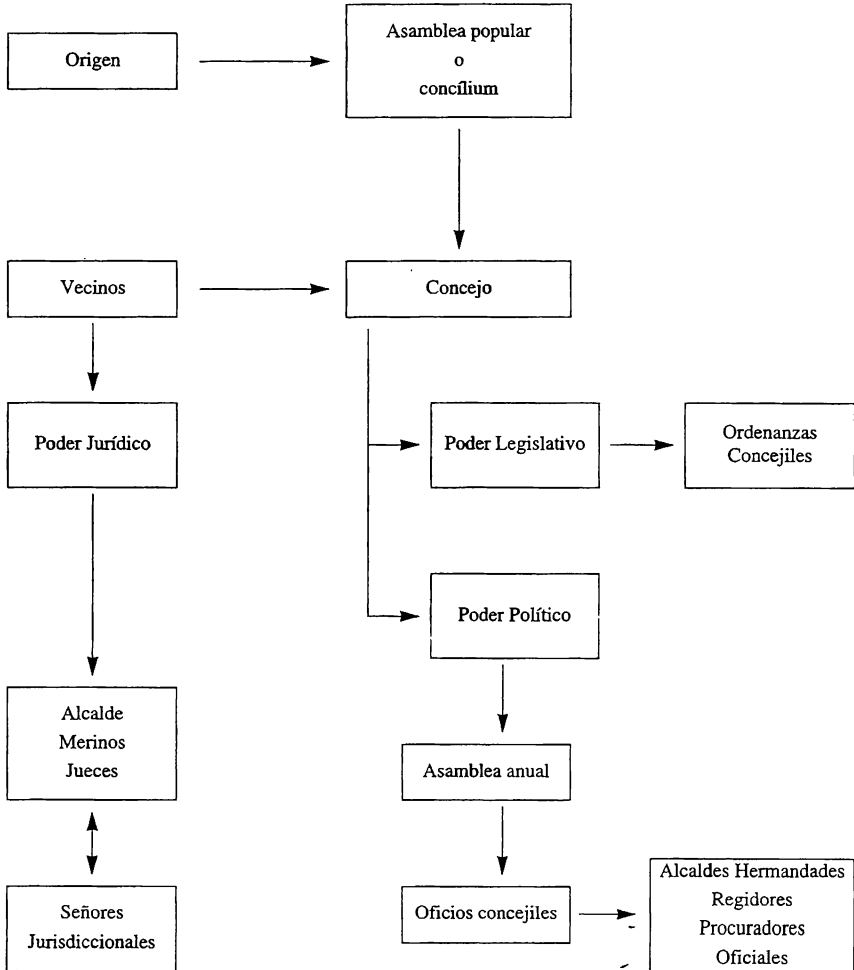 Origen
Asamblea popular
o
concílium
Vecinos
Concejo
Poder Jurídico
Poder Legislativo
Ordenanzas
Concejiles
Poder Político
Alcalde
Merinos
Jueces
Asamblea anual
Señores
Jurisdiccionales
Oficios concejiles
Alcaldes Hermandades
Regidores
Procuradores
Oficiales